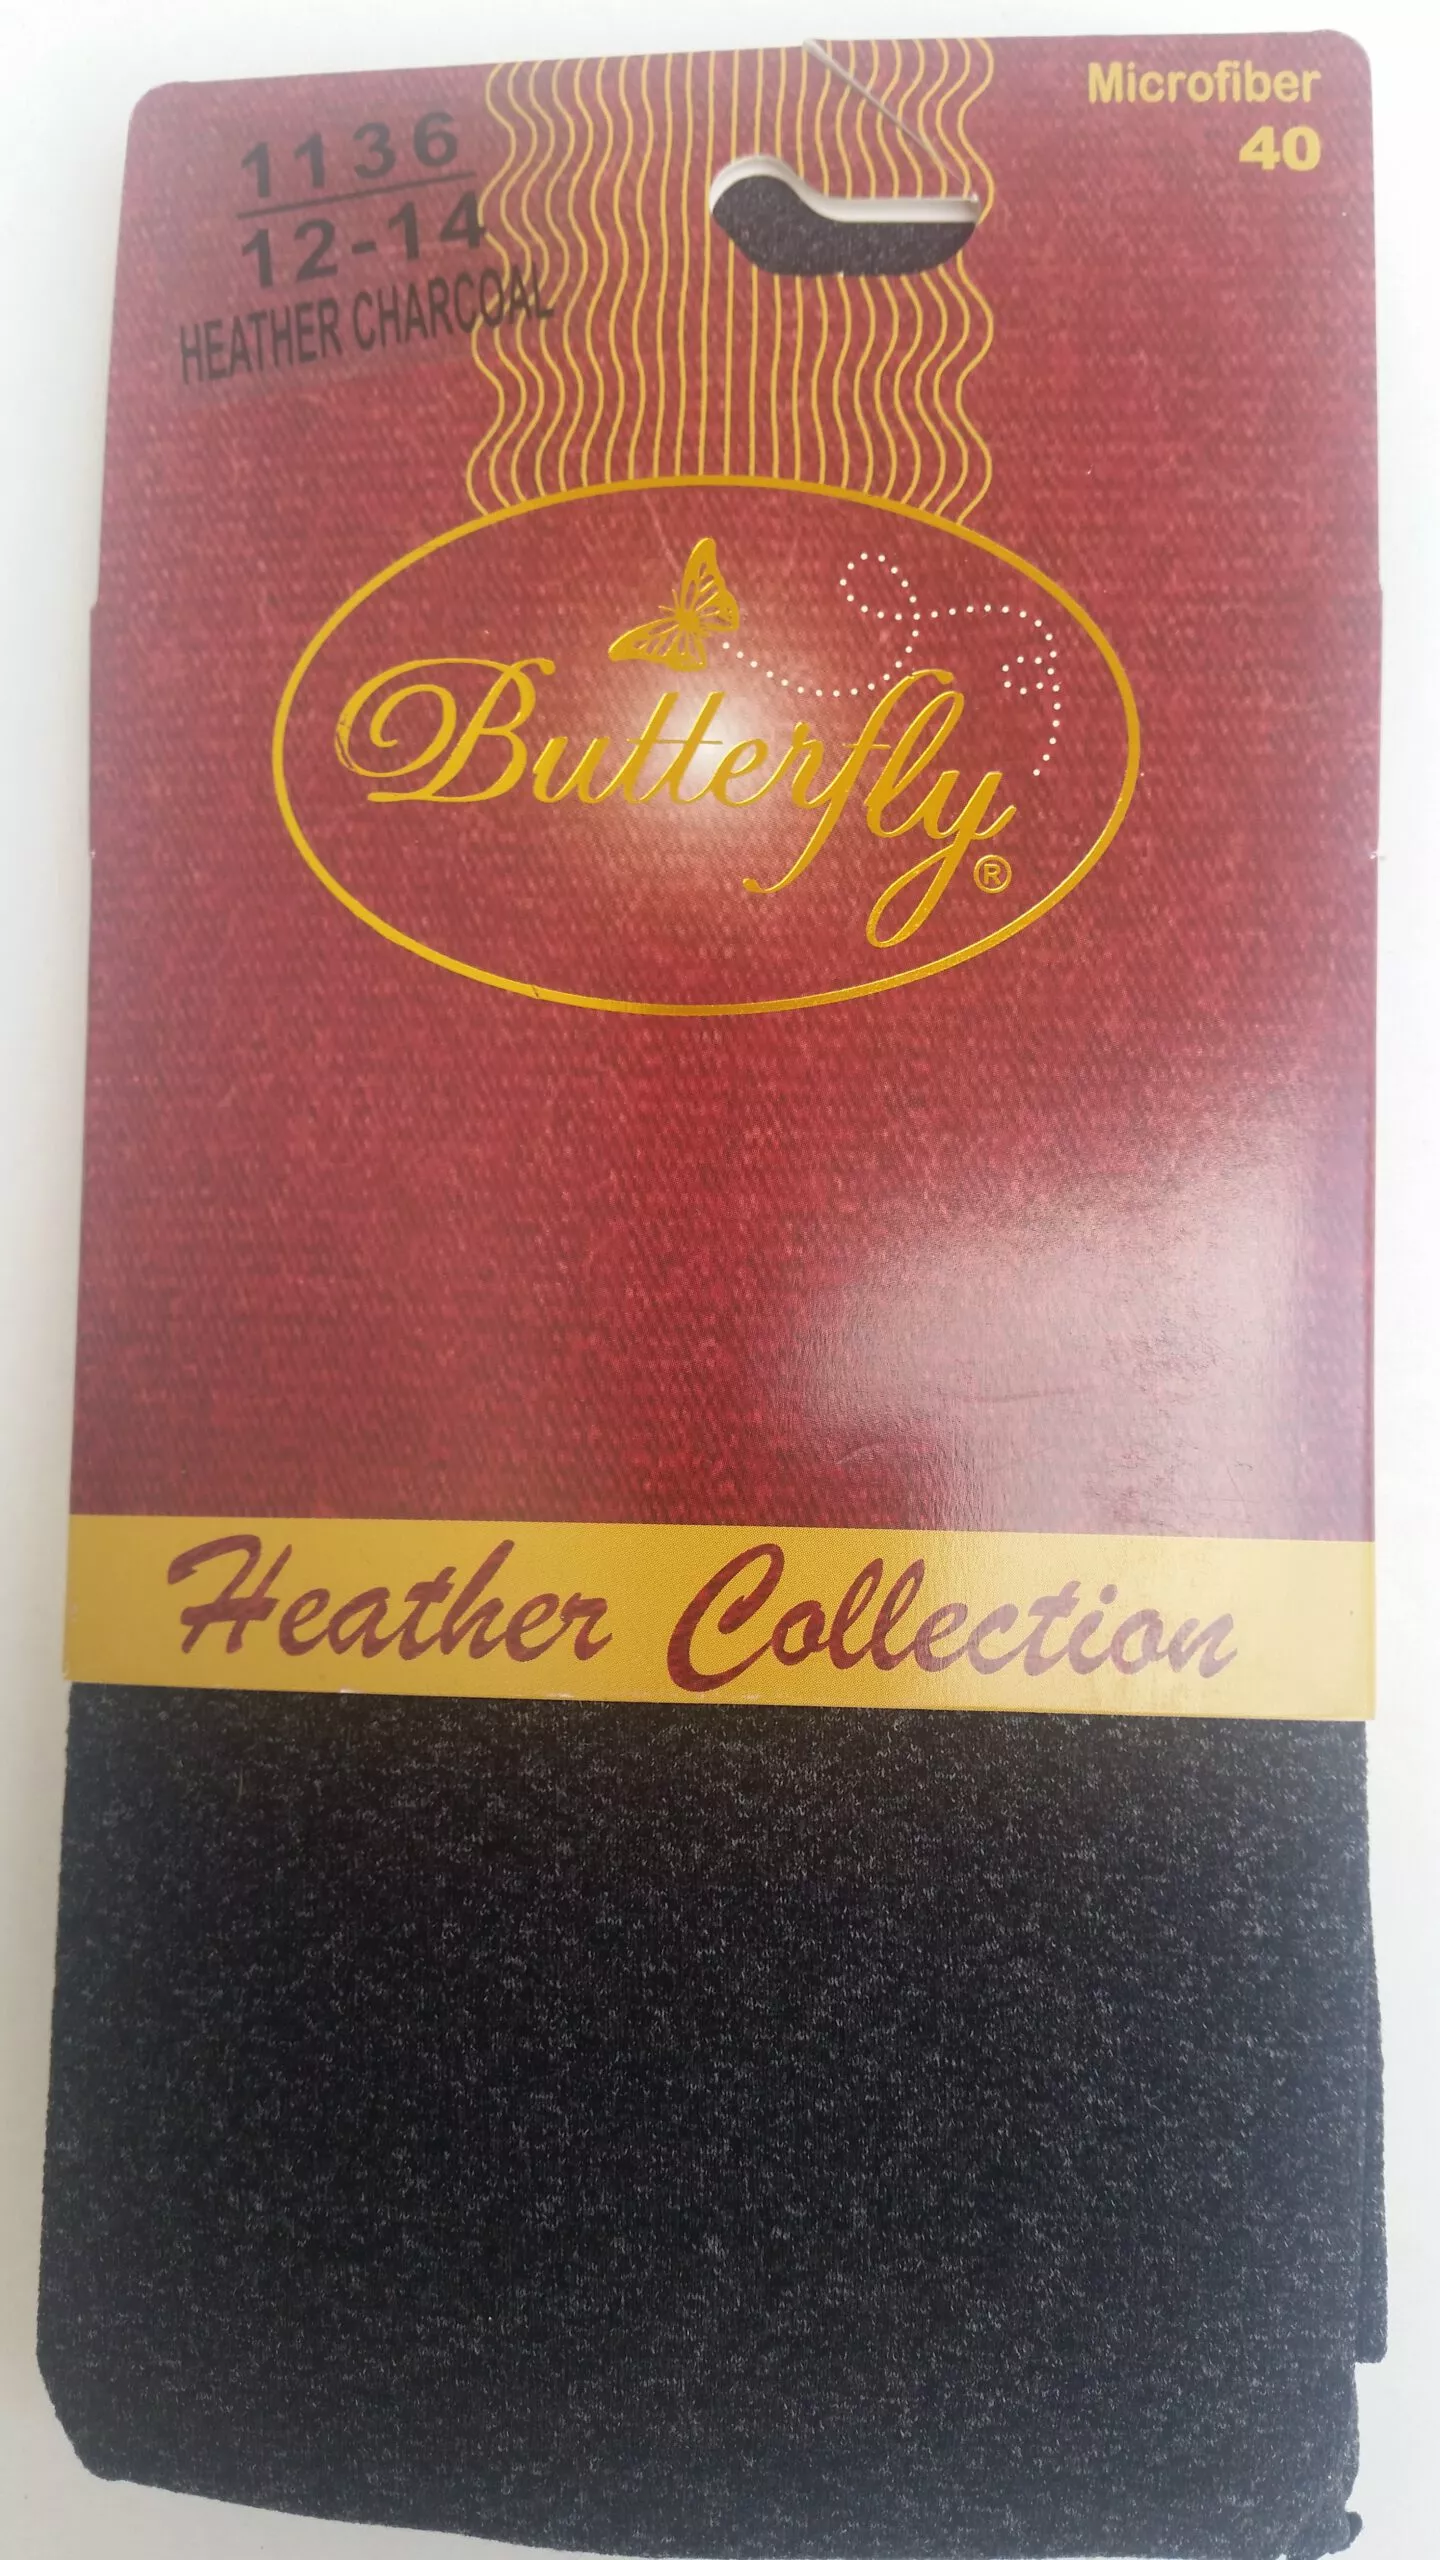 Microfiber
40
1136
12-14
HEATHER CHARCOAL
Butterfly
®
Heather Collection